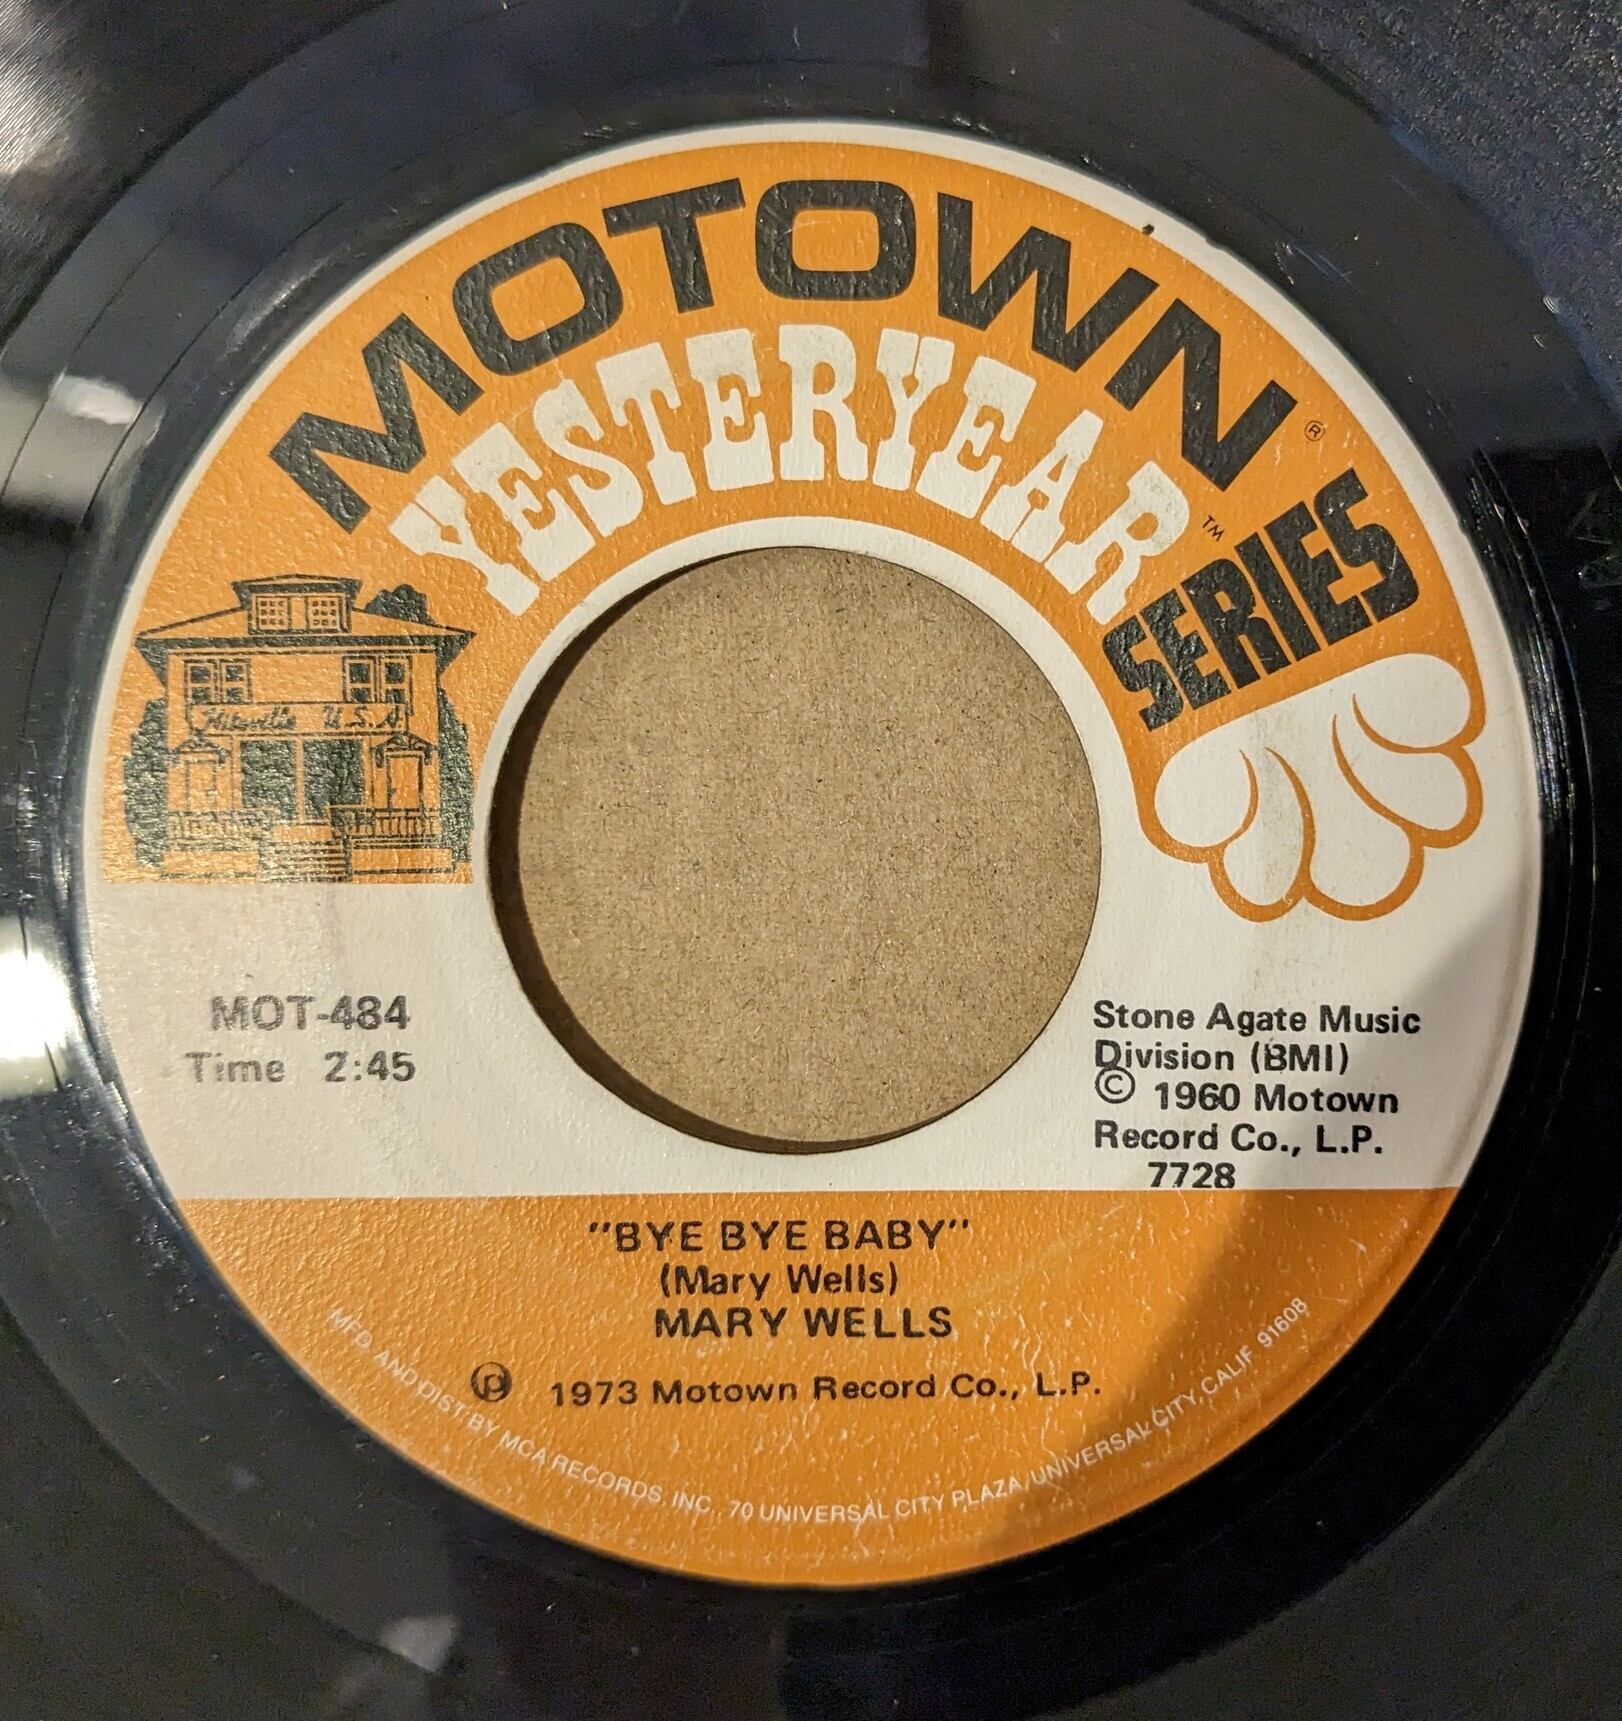 MOTOWN®
YESTERYEAR™
SERIES
Hitsville U.S.A.
MOT-484
Time 2:45
Stone Agate Music
Division (BMI)
© 1960 Motown
Record Co., L.P.
7728
"BYE BYE BABY"
(Mary Wells)
MARY WELLS
℗ 1973 Motown Record Co., L.P.
MFD. AND DIST. BY MCA RECORDS, INC., 70 UNIVERSAL CITY PLAZA, UNIVERSAL CITY, CALIF 91608